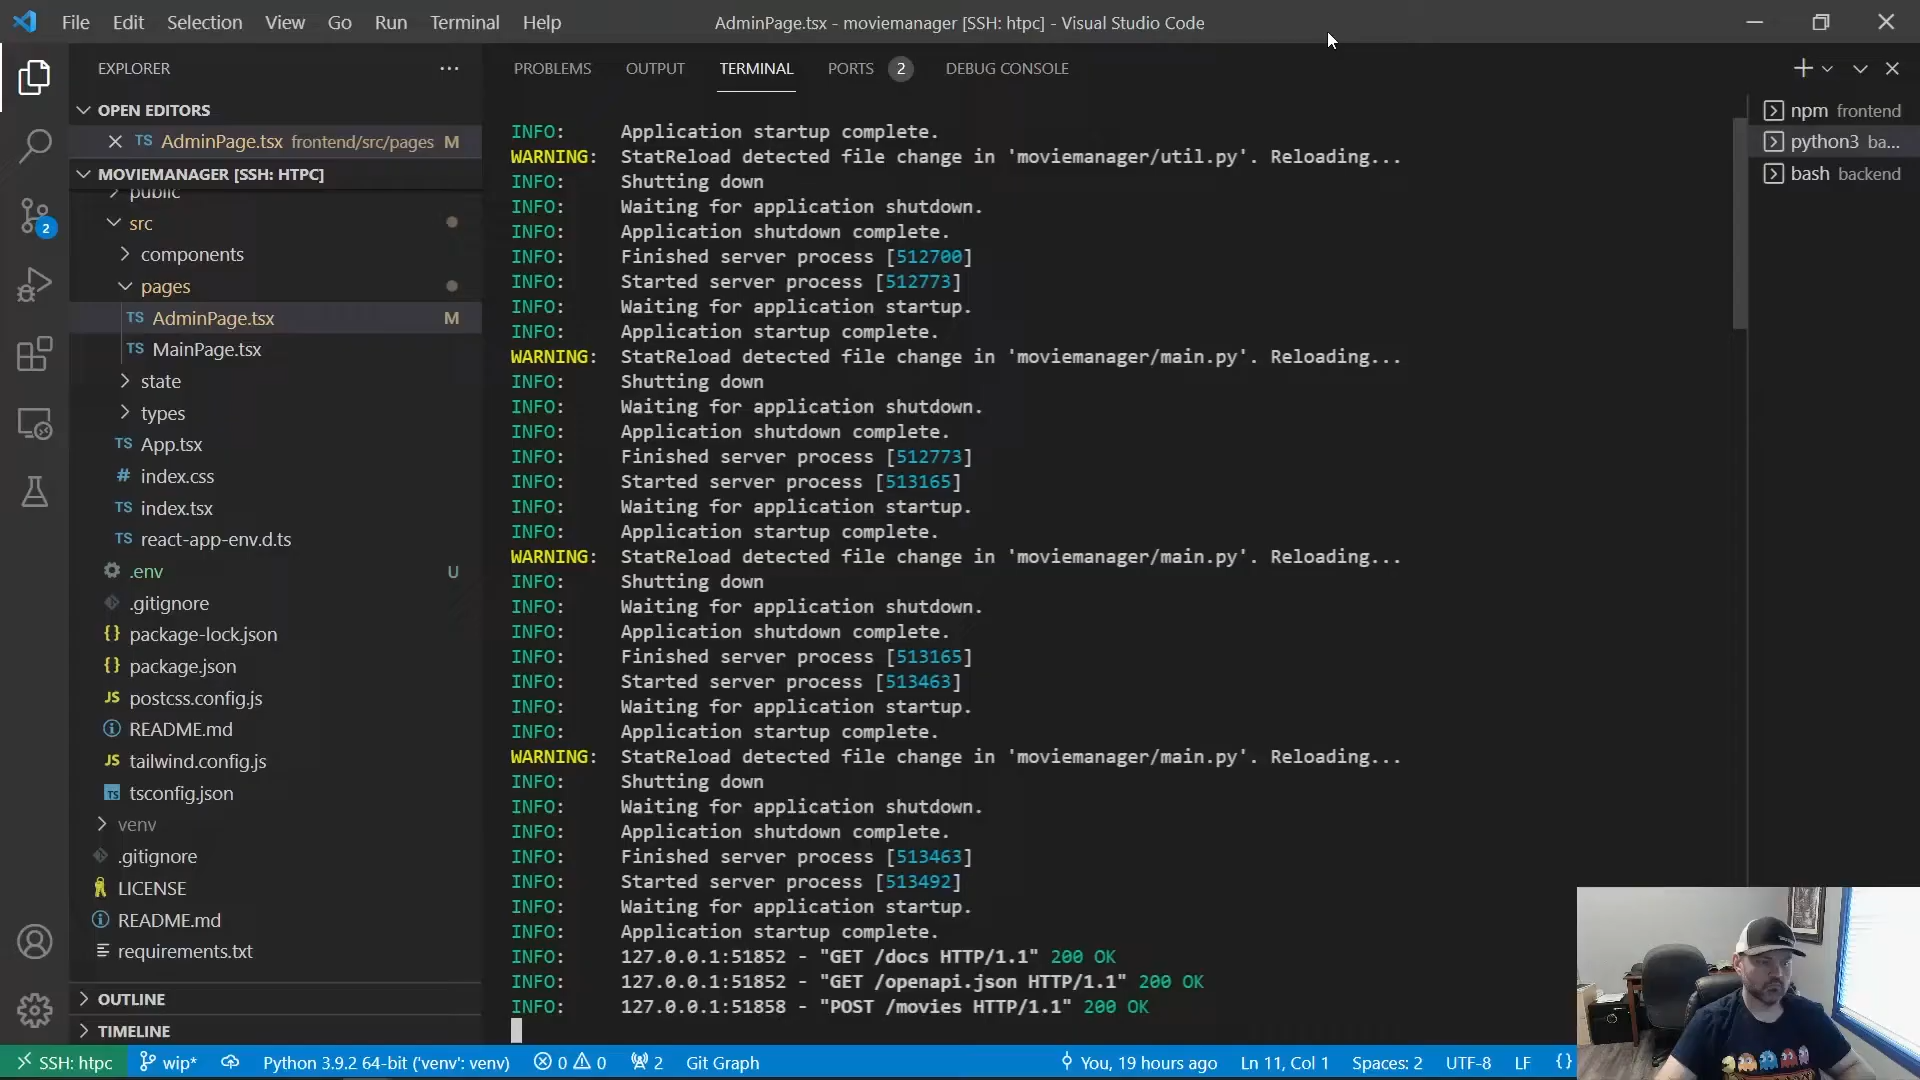 File Edit Selection View Go Run Terminal Help
AdminPage.tsx - moviemanager [SSH: htpc] - Visual Studio Code
EXPLORER
OPEN EDITORS
TS AdminPage.tsx frontend/src/pages M
MOVIEMANAGER [SSH: HTPC]
public
src
components
pages
TS AdminPage.tsx M
TS MainPage.tsx
state
types
TS App.tsx
# index.css
TS index.tsx
TS react-app-env.d.ts
.env U
.gitignore
{} package-lock.json
{} package.json
JS postcss.config.js
README.md
JS tailwind.config.js
TS tsconfig.json
venv
.gitignore
LICENSE
README.md
requirements.txt
OUTLINE
TIMELINE
2
PROBLEMS OUTPUT TERMINAL PORTS 2 DEBUG CONSOLE
INFO: Application startup complete.
WARNING: StatReload detected file change in 'moviemanager/util.py'. Reloading...
INFO: Shutting down
INFO: Waiting for application shutdown.
INFO: Application shutdown complete.
INFO: Finished server process [512700]
INFO: Started server process [512773]
INFO: Waiting for application startup.
INFO: Application startup complete.
WARNING: StatReload detected file change in 'moviemanager/main.py'. Reloading...
INFO: Shutting down
INFO: Waiting for application shutdown.
INFO: Application shutdown complete.
INFO: Finished server process [512773]
INFO: Started server process [513165]
INFO: Waiting for application startup.
INFO: Application startup complete.
WARNING: StatReload detected file change in 'moviemanager/main.py'. Reloading...
INFO: Shutting down
INFO: Waiting for application shutdown.
INFO: Application shutdown complete.
INFO: Finished server process [513165]
INFO: Started server process [513463]
INFO: Waiting for application startup.
INFO: Application startup complete.
WARNING: StatReload detected file change in 'moviemanager/main.py'. Reloading...
INFO: Shutting down
INFO: Waiting for application shutdown.
INFO: Application shutdown complete.
INFO: Finished server process [513463]
INFO: Started server process [513492]
INFO: Waiting for application startup.
INFO: Application startup complete.
INFO: 127.0.0.1:51852 - "GET /docs HTTP/1.1" 200 OK
INFO: 127.0.0.1:51852 - "GET /openapi.json HTTP/1.1" 200 OK
INFO: 127.0.0.1:51858 - "POST /movies HTTP/1.1" 200 OK
npm frontend
python3 ba...
bash backend
SSH: htpc wip* Python 3.9.2 64-bit ('venv': venv) 0 0 2 Git Graph You, 19 hours ago Ln 11, Col 1 Spaces: 2 UTF-8 LF {}